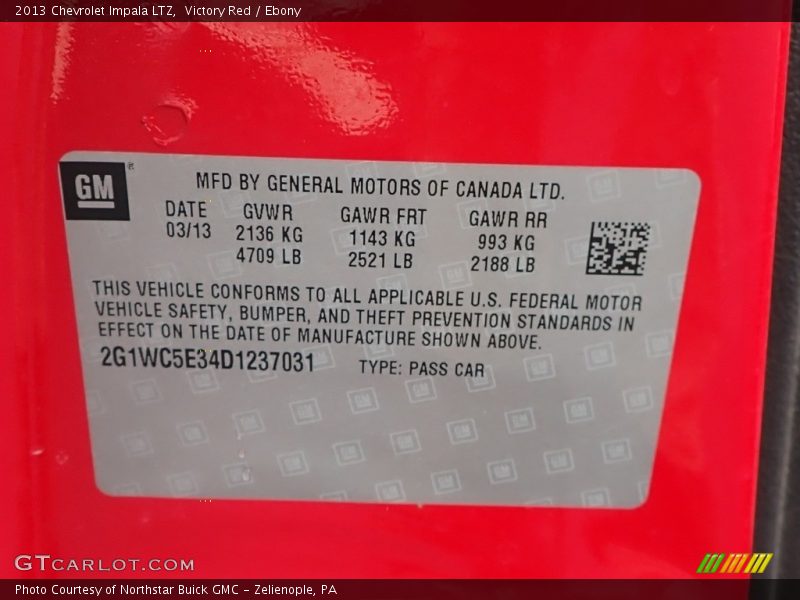 2013 Chevrolet Impala LTZ, Victory Red / Ebony
GM ®
MFD BY GENERAL MOTORS OF CANADA LTD.
DATE GVWR GAWR FRT GAWR RR
03/13 2136 KG 1143 KG 993 KG
4709 LB 2521 LB 2188 LB
THIS VEHICLE CONFORMS TO ALL APPLICABLE U.S. FEDERAL MOTOR
VEHICLE SAFETY, BUMPER, AND THEFT PREVENTION STANDARDS IN
EFFECT ON THE DATE OF MANUFACTURE SHOWN ABOVE.
2G1WC5E34D1237031 TYPE: PASS CAR
GTCARLOT.COM
Photo Courtesy of Northstar Buick GMC - Zelienople, PA